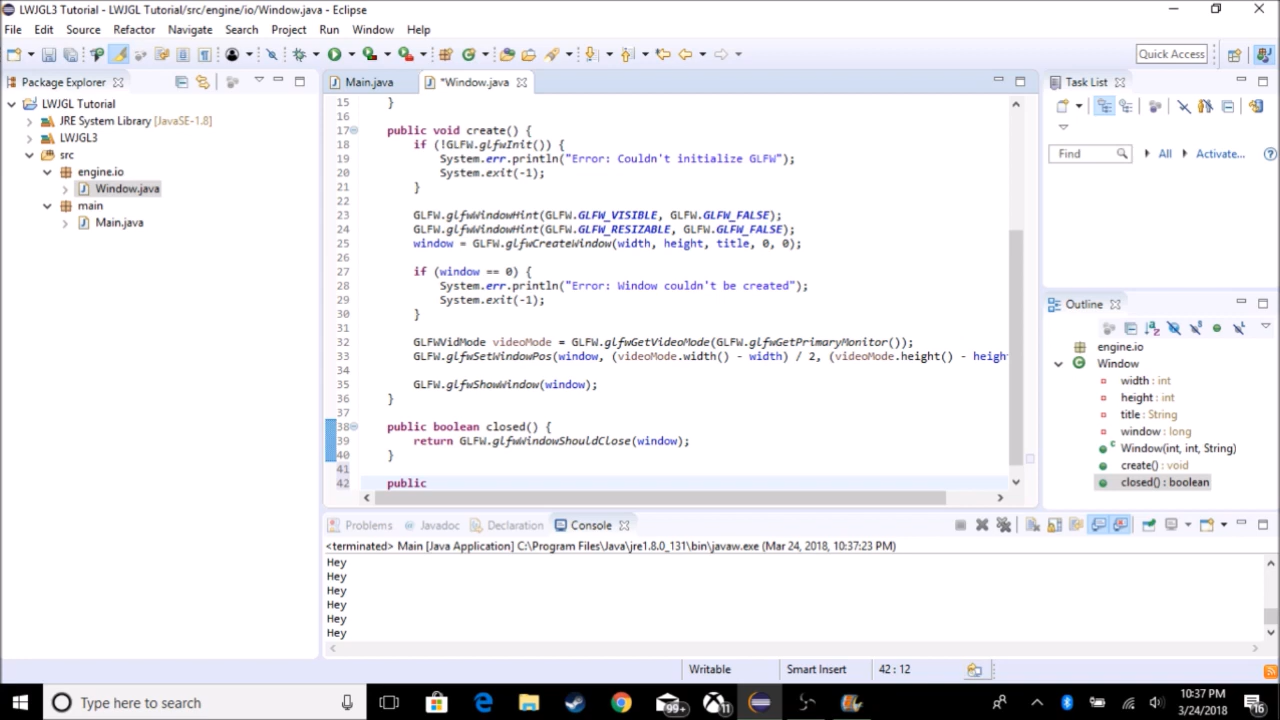 LWJGL3 Tutorial - LWJGL Tutorial/src/engine/io/Window.java - Eclipse
File Edit Source Refactor Navigate Search Project Run Window Help
Quick Access
Package Explorer
LWJGL Tutorial
JRE System Library [JavaSE-1.8]
LWJGL3
src
engine.io
Window.java
main
Main.java
Main.java *Window.java
15 }
16
17 public void create() {
18 if (!GLFW.glfwInit()) {
19 System.err.println("Error: Couldn't initialize GLFW");
20 System.exit(-1);
21 }
22
23 GLFW.glfwWindowHint(GLFW.GLFW_VISIBLE, GLFW.GLFW_FALSE);
24 GLFW.glfwWindowHint(GLFW.GLFW_RESIZABLE, GLFW.GLFW_FALSE);
25 window = GLFW.glfwCreateWindow(width, height, title, 0, 0);
26
27 if (window == 0) {
28 System.err.println("Error: Window couldn't be created");
29 System.exit(-1);
30 }
31
32 GLFWVidMode videoMode = GLFW.glfwGetVideoMode(GLFW.glfwGetPrimaryMonitor());
33 GLFW.glfwSetWindowPos(window, (videoMode.width() - width) / 2, (videoMode.height() - heigh
34
35 GLFW.glfwShowWindow(window);
36 }
37
38 public boolean closed() {
39 return GLFW.glfwWindowShouldClose(window);
40 }
41
42 public
Task List
Find All Activate...
Outline
engine.io
Window
width : int
height : int
title : String
window : long
Window(int, int, String)
create() : void
closed() : boolean
Problems Javadoc Declaration Console
<terminated> Main [Java Application] C:\Program Files\Java\jre1.8.0_131\bin\javaw.exe (Mar 24, 2018, 10:37:23 PM)
Hey
Hey
Hey
Hey
Hey
Hey
Writable Smart Insert 42 : 12
Type here to search
99+
11
10:37 PM
3/24/2018
16